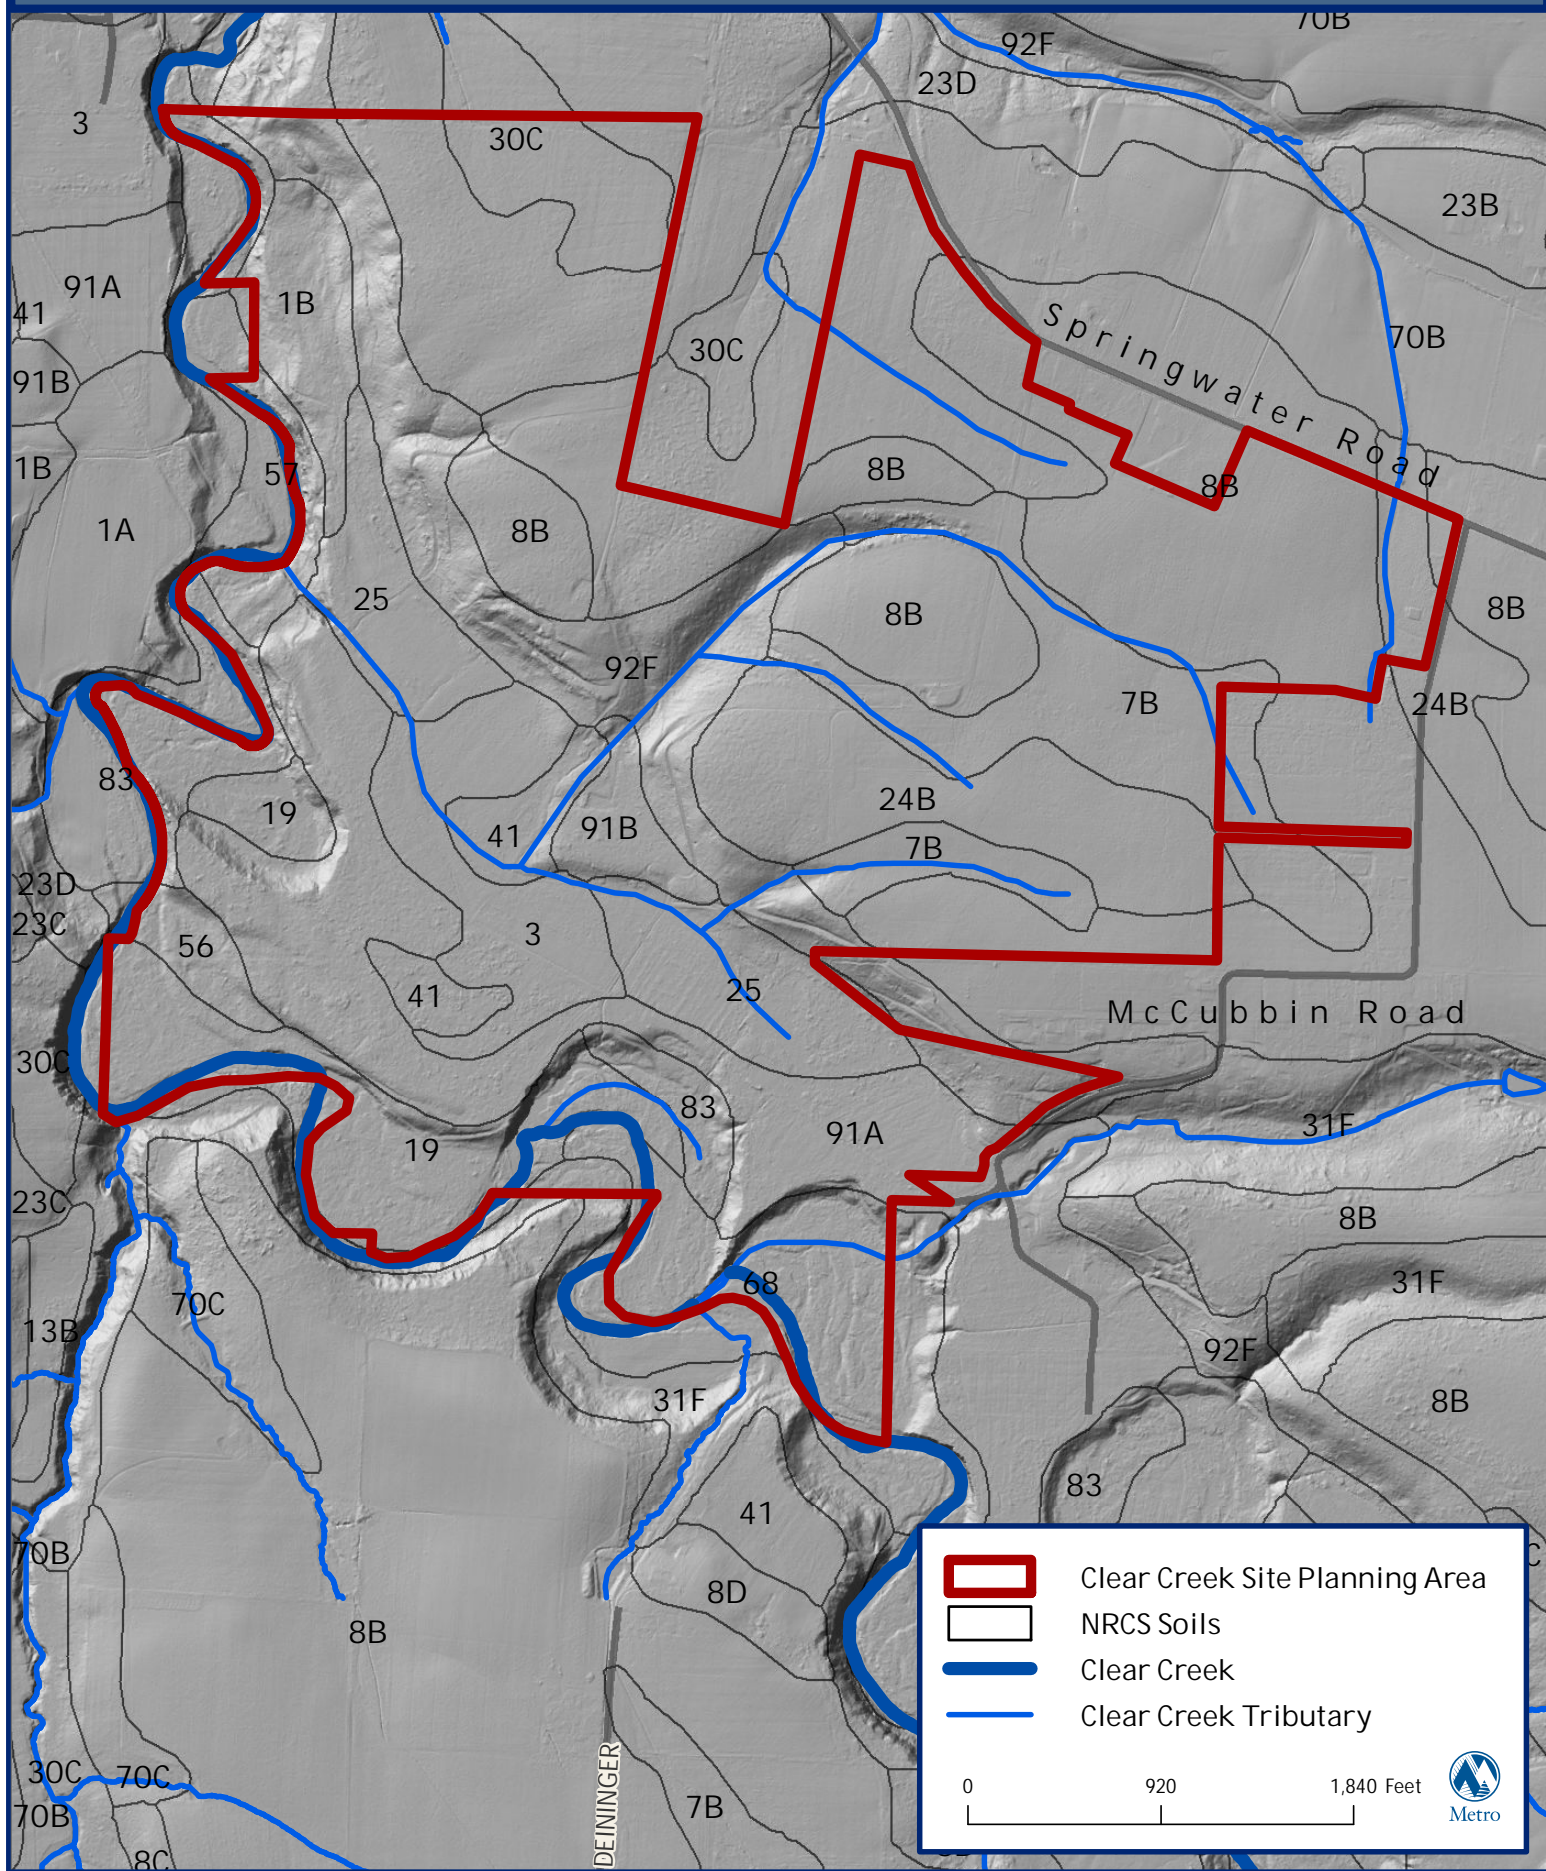 70B
92F
23D
3
30C
23B
91A
1B
41
70B
Springwater Road
30C
91B
1B
57
8B
8B
1A
8B
25
8B
8B
92F
7B
24B
83
19
24B
41
91B
7B
23D
23C
56
3
41
25
McCubbin Road
30C
83
91A
31F
19
23C
8B
68
31F
70C
13B
92F
31F
8B
83
41
70B
8D
8B
30C
70C
70B
7B
8C
DEININGER
Clear Creek Site Planning Area
NRCS Soils
Clear Creek
Clear Creek Tributary
0 920 1,840 Feet
Metro